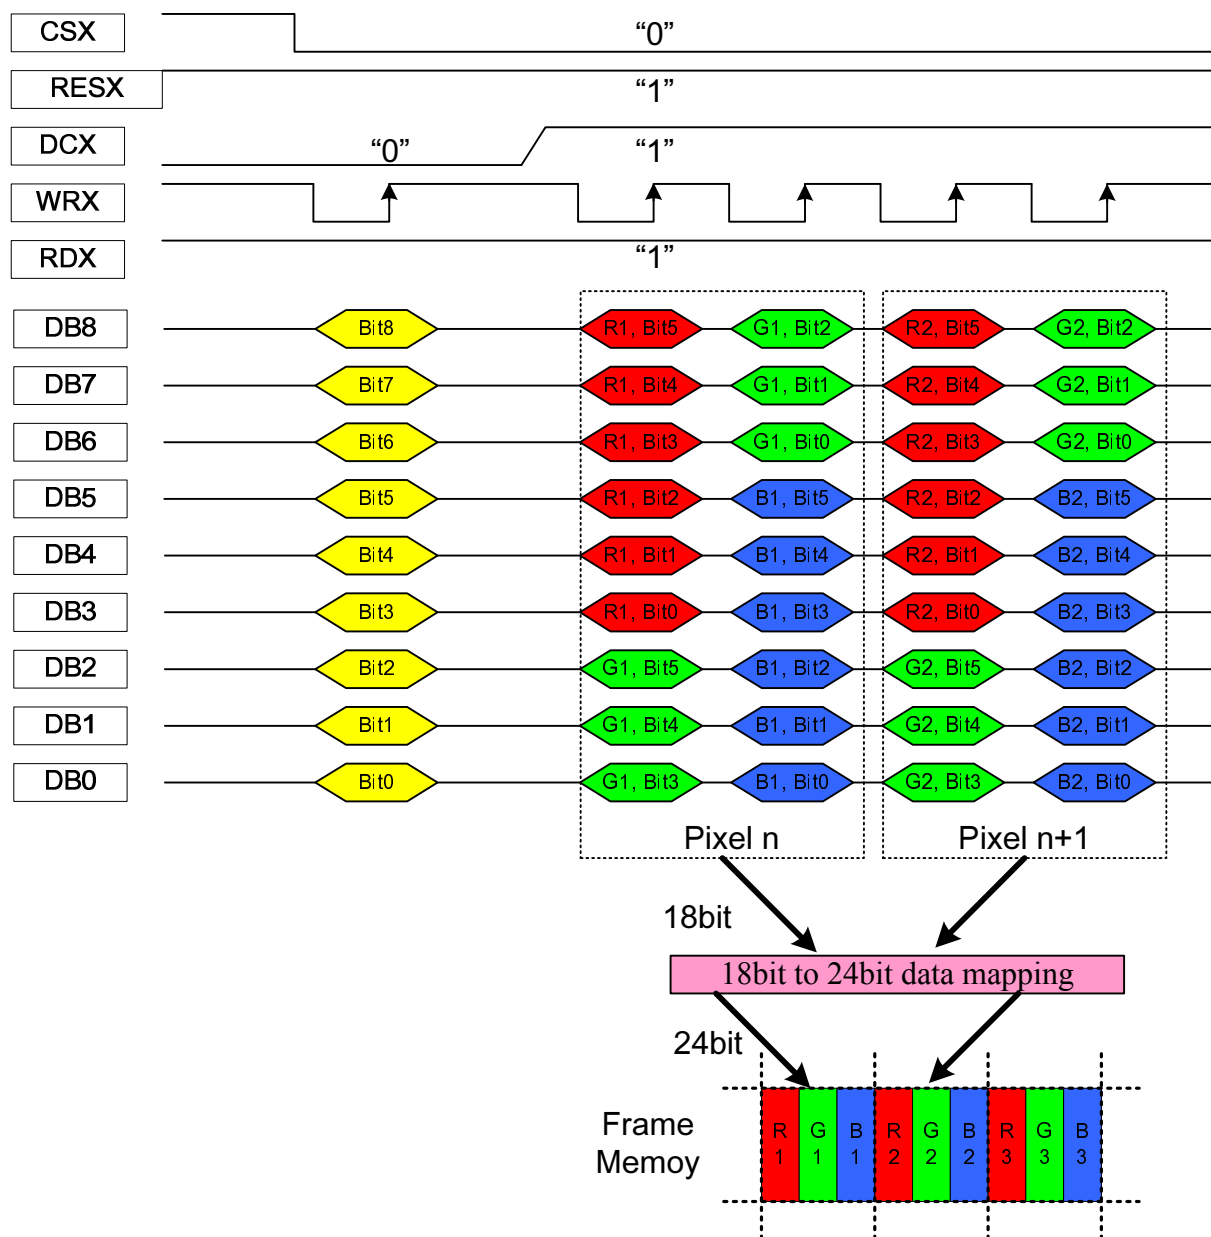 CSX “0”
RESX “1”
DCX “0” “1”
WRX
RDX “1”
DB8 Bit8 R1, Bit5 G1, Bit2 R2, Bit5 G2, Bit2
DB7 Bit7 R1, Bit4 G1, Bit1 R2, Bit4 G2, Bit1
DB6 Bit6 R1, Bit3 G1, Bit0 R2, Bit3 G2, Bit0
DB5 Bit5 R1, Bit2 B1, Bit5 R2, Bit2 B2, Bit5
DB4 Bit4 R1, Bit1 B1, Bit4 R2, Bit1 B2, Bit4
DB3 Bit3 R1, Bit0 B1, Bit3 R2, Bit0 B2, Bit3
DB2 Bit2 G1, Bit5 B1, Bit2 G2, Bit5 B2, Bit2
DB1 Bit1 G1, Bit4 B1, Bit1 G2, Bit4 B2, Bit1
DB0 Bit0 G1, Bit3 B1, Bit0 G2, Bit3 B2, Bit0
Pixel n Pixel n+1
18bit
18bit to 24bit data mapping
24bit
Frame
Memoy
R G B R G B R G B
1 1 1 2 2 2 3 3 3